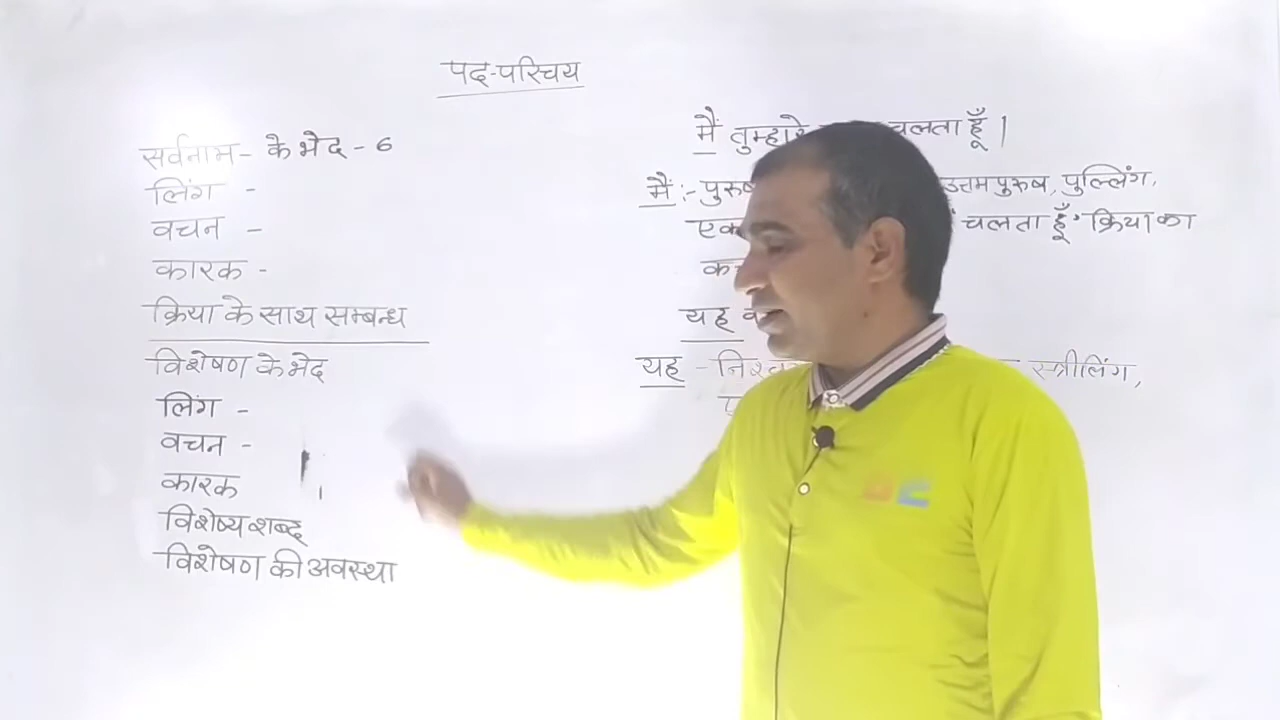 पद-परिचय
सर्वनाम - के भेद - 6
लिंग -
वचन -
कारक -
क्रिया के साथ सम्बन्ध
विशेषण के भेद
लिंग -
वचन -
कारक
विशेष्य शब्द
विशेषण की अवस्था
मैं चलता हूँ।
मैं :- उत्तम पुरुष, पुल्लिंग,
चलता हूँ" क्रिया का
यह
यह - स्त्रीलिंग,